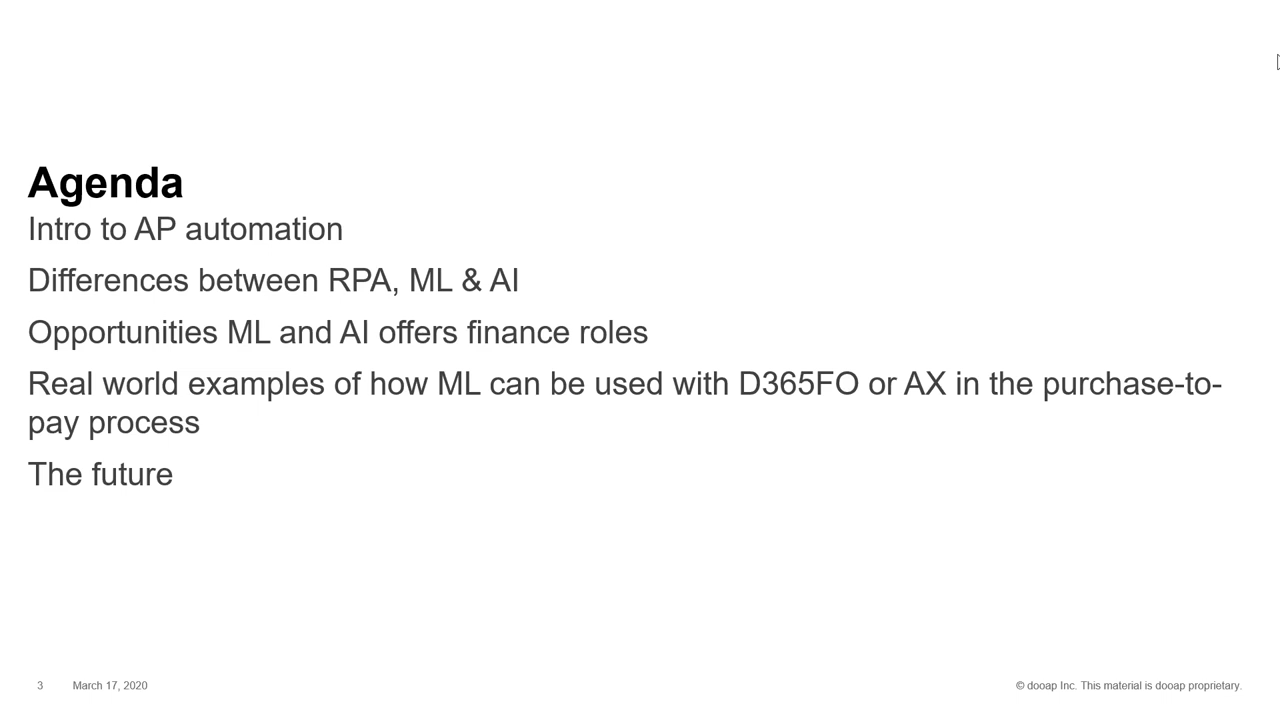 Agenda
Intro to AP automation
Differences between RPA, ML & AI
Opportunities ML and AI offers finance roles
Real world examples of how ML can be used with D365FO or AX in the purchase-to-
pay process
The future
3 March 17, 2020 © dooap Inc. This material is dooap proprietary.